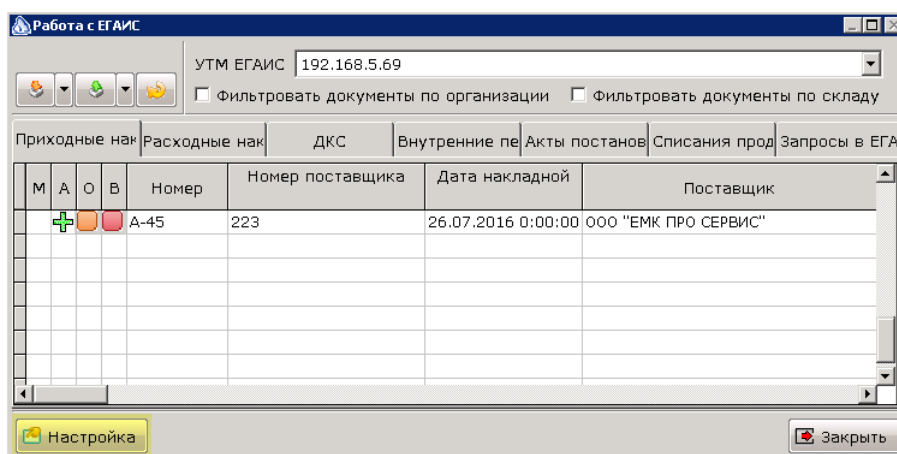 Работа с ЕГАИС
УТМ ЕГАИС 192.168.5.69
Фильтровать документы по организации Фильтровать документы по складу
Приходные нак Расходные нак ДКС Внутренние пе Акты постанов Списания прод Запросы в ЕГА
М А О В Номер Номер поставщика Дата накладной Поставщик
А-45 223 26.07.2016 0:00:00 ООО "ЕМК ПРО СЕРВИС"
Настройка Закрыть